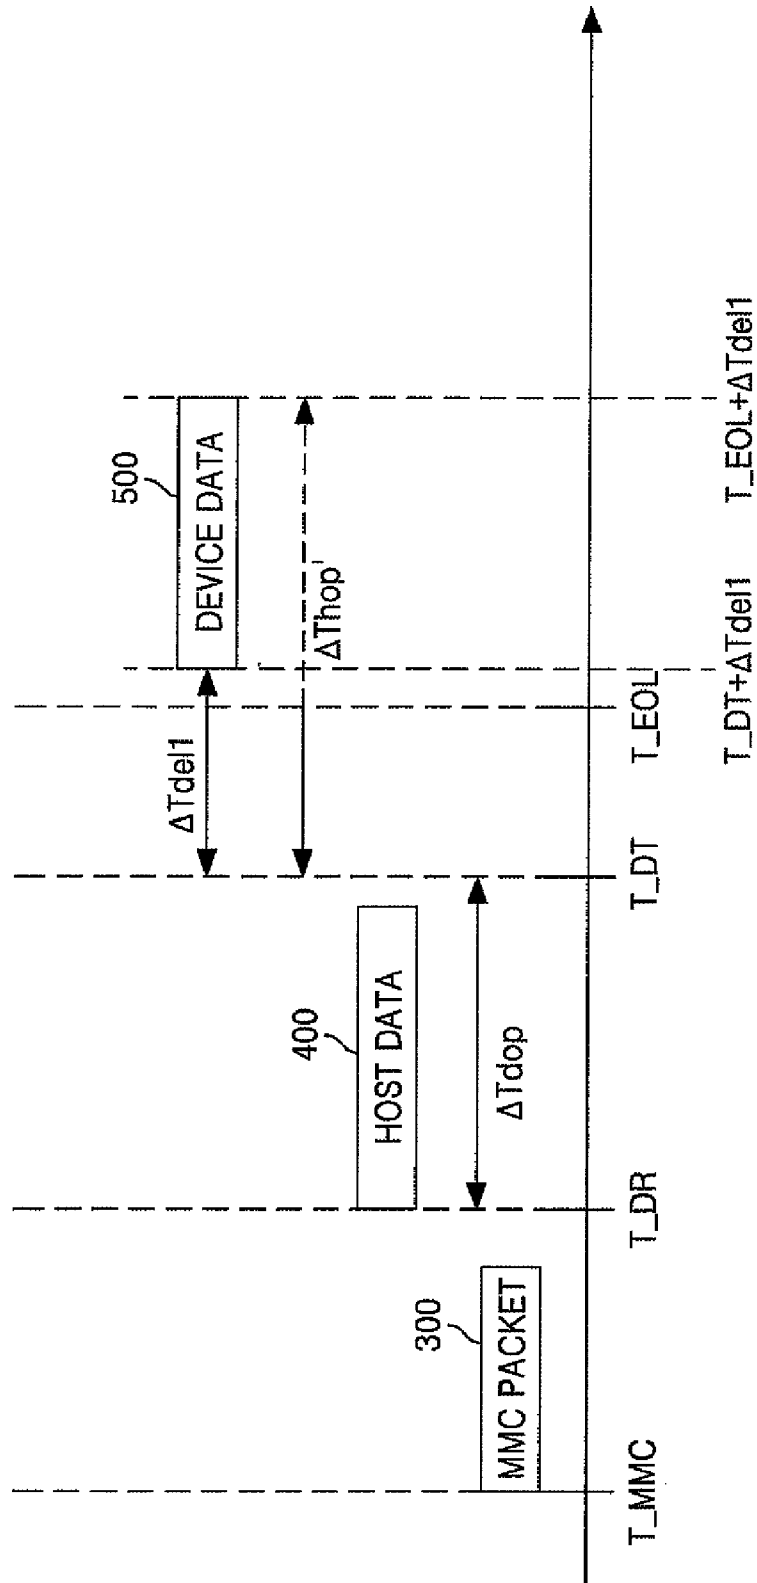 500
DEVICE DATA
ΔTdel1
ΔThop'
400
HOST DATA
ΔTdop
300
MMC PACKET
T_MMC
T_DR
T_DT
T_EOL
T_DT+ΔTdel1
T_EOL+ΔTdel1